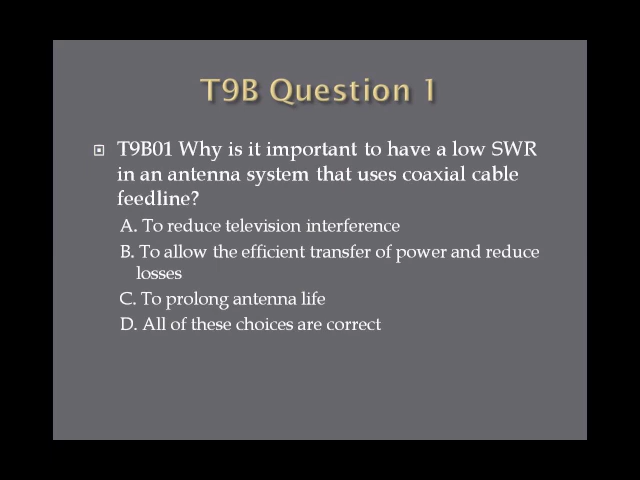 T9B Question 1
T9B01 Why is it important to have a low SWR
in an antenna system that uses coaxial cable
feedline?
A. To reduce television interference
B. To allow the efficient transfer of power and reduce
losses
C. To prolong antenna life
D. All of these choices are correct